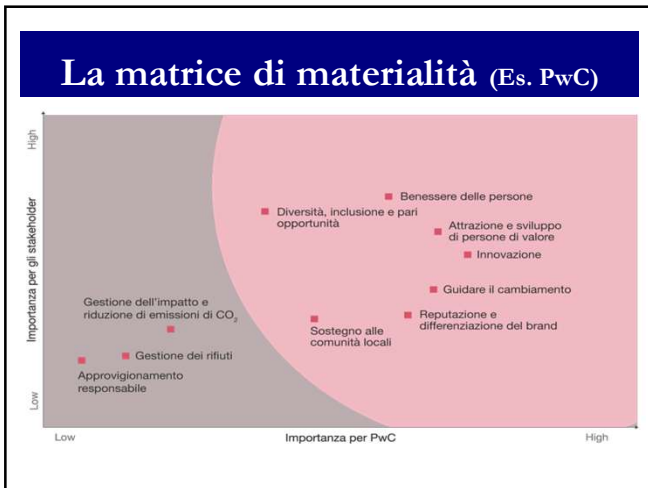 La matrice di materialità (Es. PwC)
High
Importanza per gli stakeholder
Low
Benessere delle persone
Diversità, inclusione e pari
opportunità
Attrazione e sviluppo
di persone di valore
Innovazione
Guidare il cambiamento
Gestione dell'impatto e
riduzione di emissioni di CO₂
Reputazione e
differenziazione del brand
Sostegno alle
comunità locali
Gestione dei rifiuti
Approvigionamento
responsabile
Low
Importanza per PwC
High